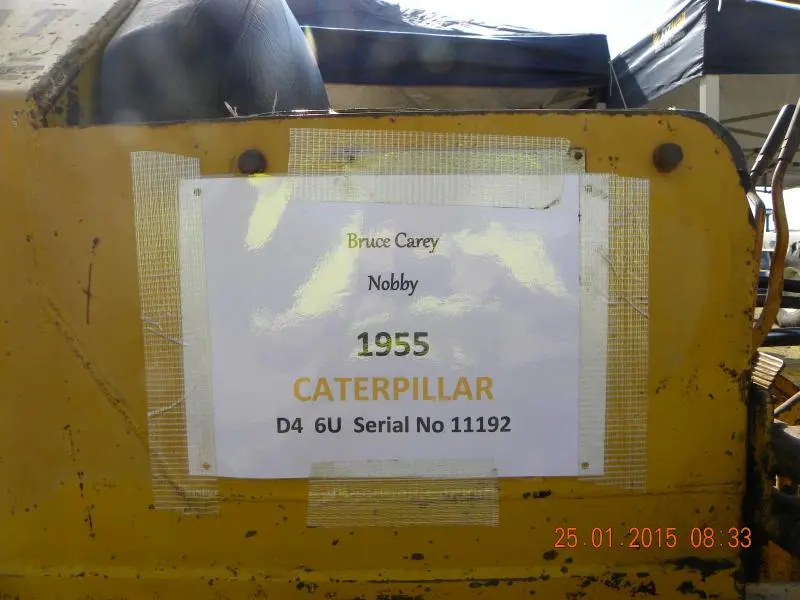 Bruce Carey
Nobby
1955
CATERPILLAR
D4 6U Serial No 11192
25.01.2015 08:33